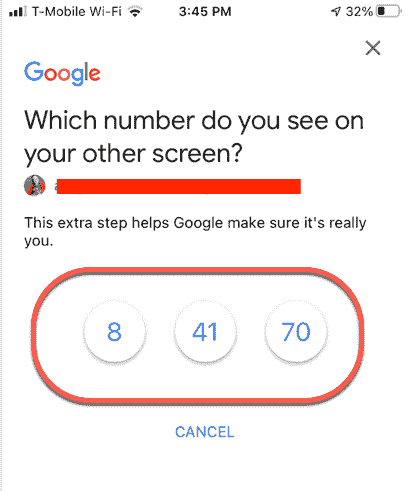 T-Mobile Wi-Fi 3:45 PM 32%
Google
Which number do you see on
your other screen?
This extra step helps Google make sure it's really
you.
8 41 70
CANCEL